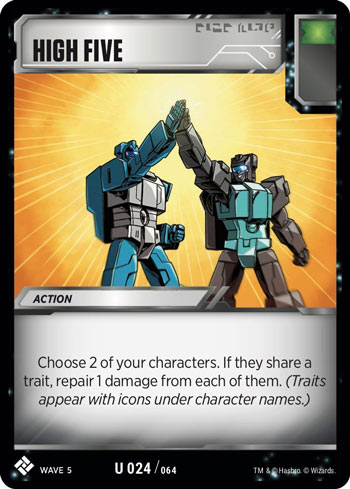 HIGH FIVE
ACTION
Choose 2 of your characters. If they share a
trait, repair 1 damage from each of them. (Traits
appear with icons under character names.)
WAVE 5
U 024 / 064
TM & © Hasbro. © Wizards.